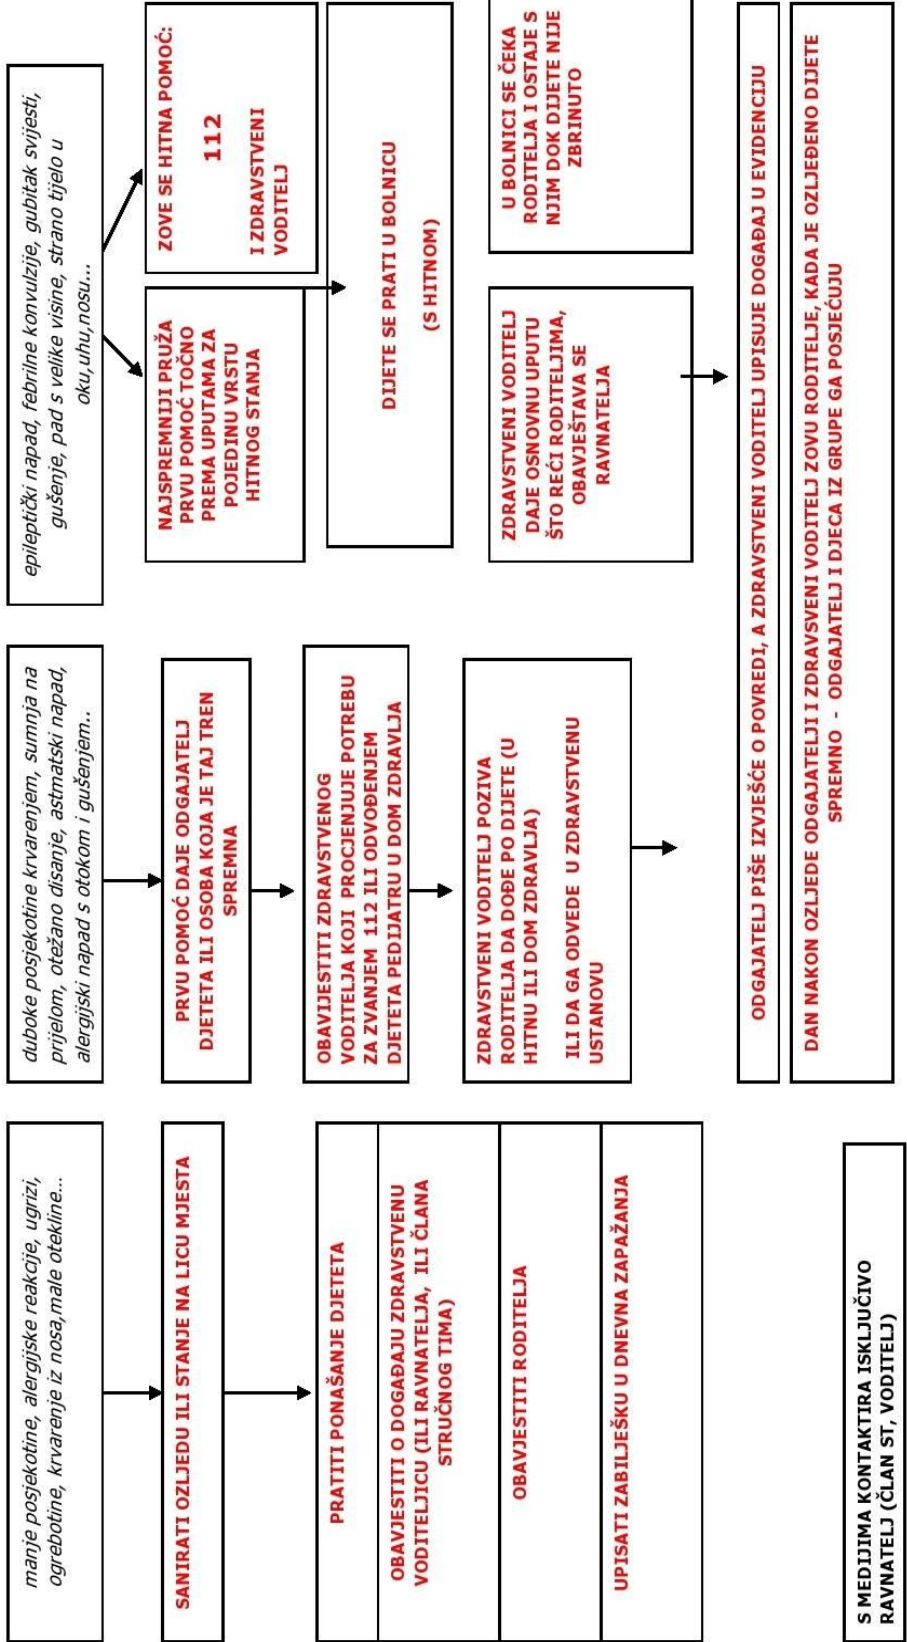 manje posjekotine, alergijske reakcije, ugrizi,
ogrebotine, krvarenje iz nosa,male otekline...
SANIRATI OZLJEDU ILI STANJE NA LICU MJESTA
PRATITI PONAŠANJE DJETETA
OBAVJESTITI O DOGAĐAJU ZDRAVSTVENU
VODITELJICU (ILI RAVNATELJA, ILI ČLANA
STRUČNOG TIMA)
OBAVJESTITI RODITELJA
UPISATI ZABILJEŠKU U DNEVNA ZAPAŽANJA
S MEDIJIMA KONTAKTIRA ISKLJUČIVO
RAVNATELJ (ČLAN ST, VODITELJ)
duboke posjekotine krvarenjem, sumnja na
prijelom, otežano disanje, astmatski napad,
alergijski napad s otokom i gušenjem..
PRVU POMOĆ DAJE ODGAJATELJ
DJETETA ILI OSOBA KOJA JE TAJ TREN
SPREMNA
OBAVIJESTITI ZDRAVSTVENOG
VODITELJA KOJI PROCJENJUJE POTREBU
ZA ZVANJEM 112 ILI ODVOĐENJEM
DJETETA PEDIJATRU U DOM ZDRAVLJA
ZDRAVSTVENI VODITELJ POZIVA
RODITELJA DA DOĐE PO DIJETE (U
HITNU ILI DOM ZDRAVLJA)
ILI DA GA ODVEDE U ZDRAVSTVENU
USTANOVU
epileptički napad, febrilne konvulzije, gubitak svijesti,
gušenje, pad s velike visine, strano tijelo u
oku,uhu,nosu...
NAJSPREMNIJI PRUŽA
PRVU POMOĆ TOČNO
PREMA UPUTAMA ZA
POJEDINU VRSTU
HITNOG STANJA
ZOVE SE HITNA POMOĆ:
112
I ZDRAVSTVENI
VODITELJ
DIJETE SE PRATI U BOLNICU
(S HITNOM)
ZDRAVSTVENI VODITELJ
DAJE OSNOVNU UPUTU
ŠTO REĆI RODITELJIMA,
OBAVJEŠTAVA SE
RAVNATELJA
U BOLNICI SE ČEKA
RODITELJA I OSTAJE S
NJIM DOK DIJETE NIJE
ZBRINUTO
ODGAJATELJ PIŠE IZVJEŠĆE O POVREDI, A ZDRAVSTVENI VODITELJ UPISUJE DOGAĐAJ U EVIDENCIJU
DAN NAKON OZLJEDE ODGAJATELJ I ZDRAVSVENI VODITELJ ZOVU RODITELJE, KADA JE OZLJEĐENO DIJETE
SPREMNO - ODGAJATELJ I DJECA IZ GRUPE GA POSJEĆUJU